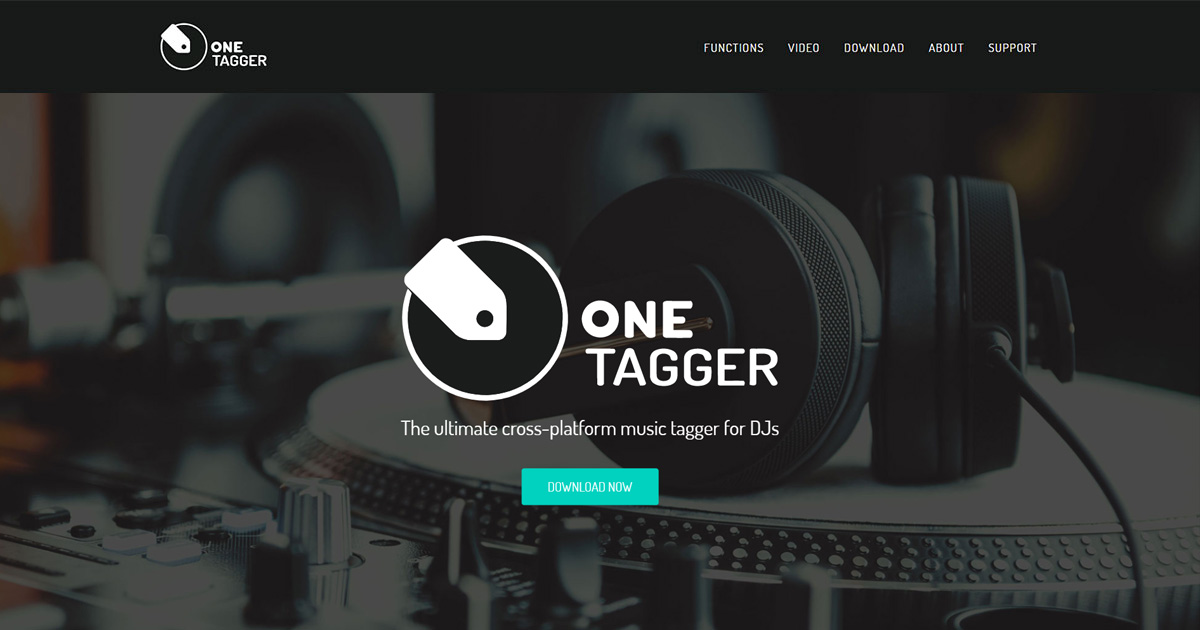 ONE
TAGGER
FUNCTIONS VIDEO DOWNLOAD ABOUT SUPPORT
ONE
TAGGER
The ultimate cross-platform music tagger for DJs
DOWNLOAD NOW